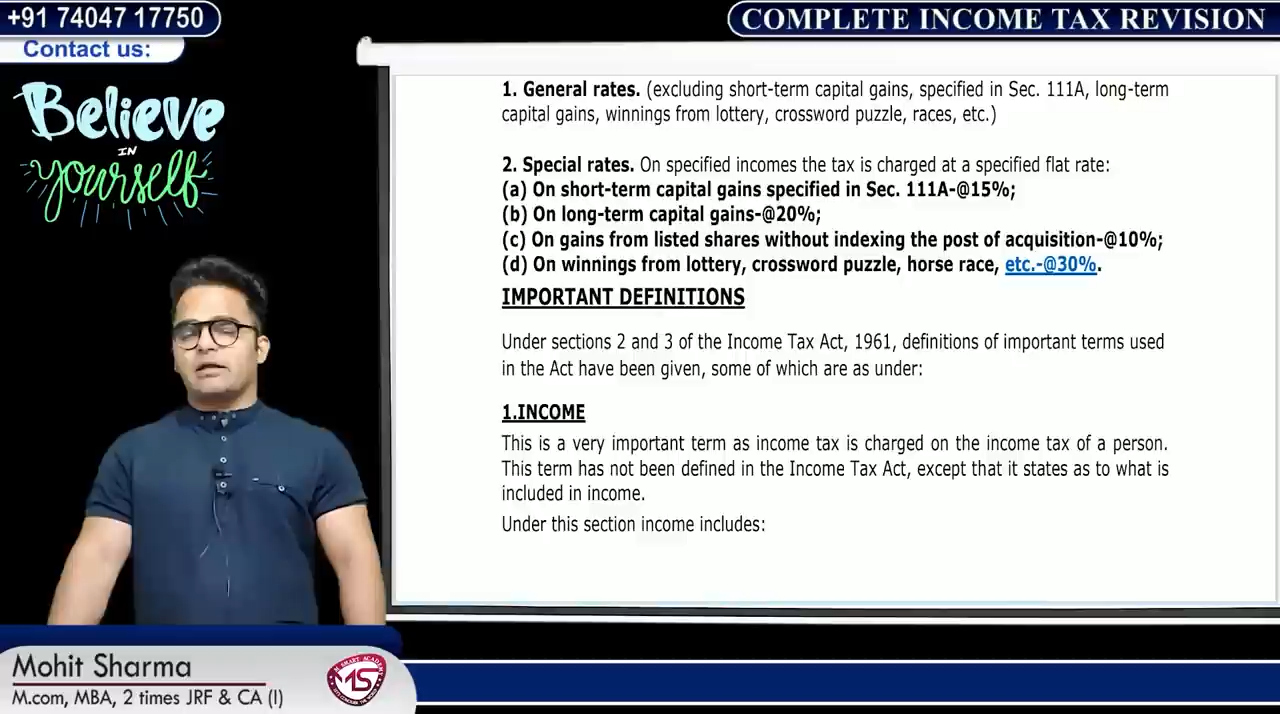 +91 74047 17750
Contact us:
COMPLETE INCOME TAX REVISION
Believe
IN
yourself
1. General rates. (excluding short-term capital gains, specified in Sec. 111A, long-term
capital gains, winnings from lottery, crossword puzzle, races, etc.)
2. Special rates. On specified incomes the tax is charged at a specified flat rate:
(a) On short-term capital gains specified in Sec. 111A-@15%;
(b) On long-term capital gains-@20%;
(c) On gains from listed shares without indexing the post of acquisition-@10%;
(d) On winnings from lottery, crossword puzzle, horse race, etc.-@30%.
IMPORTANT DEFINITIONS
Under sections 2 and 3 of the Income Tax Act, 1961, definitions of important terms used
in the Act have been given, some of which are as under:
1.INCOME
This is a very important term as income tax is charged on the income tax of a person.
This term has not been defined in the Income Tax Act, except that it states as to what is
included in income.
Under this section income includes:
Mohit Sharma
M.com, MBA, 2 times JRF & CA (I)
MS